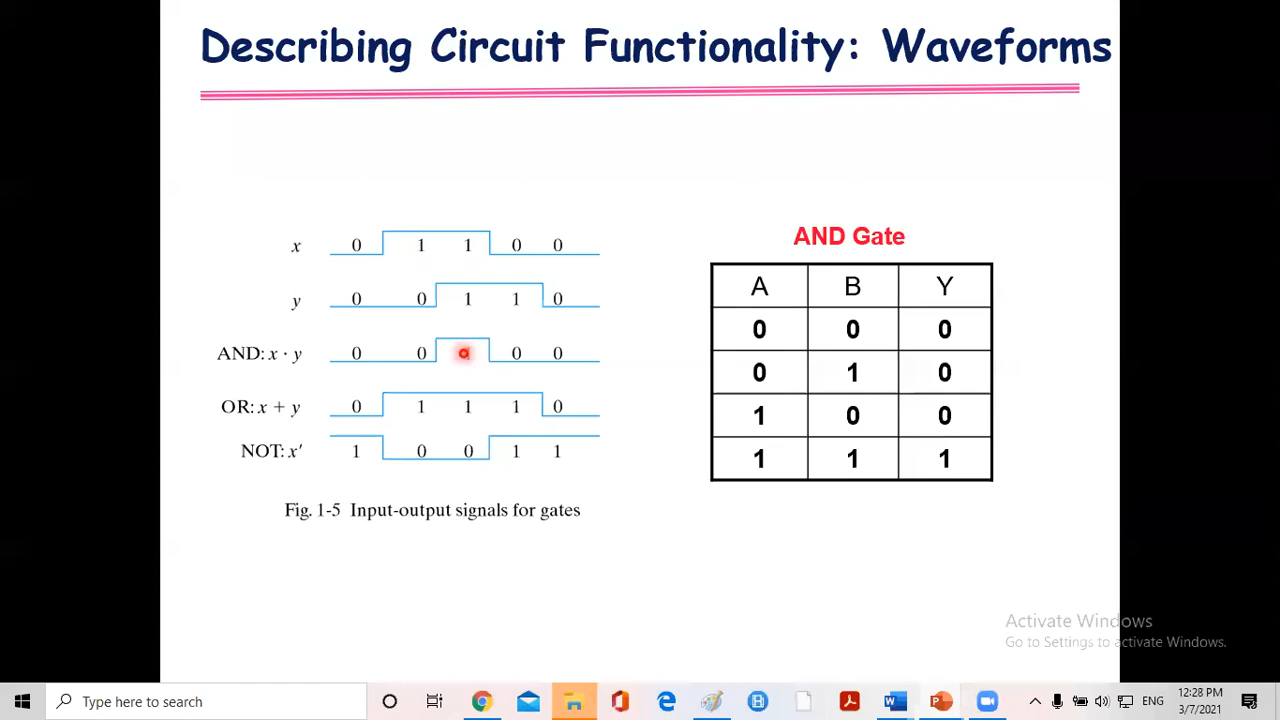 Describing Circuit Functionality: Waveforms
x 0 1 1 0 0
y 0 0 1 1 0
AND: x · y 0 0 0 0
OR: x + y 0 1 1 1 0
NOT: x′ 1 0 0 1 1
Fig. 1-5 Input-output signals for gates
AND Gate
A B Y
0 0 0
0 1 0
1 0 0
1 1 1
Activate Windows
Go to Settings to activate Windows.
Type here to search
ENG
12:28 PM
3/7/2021